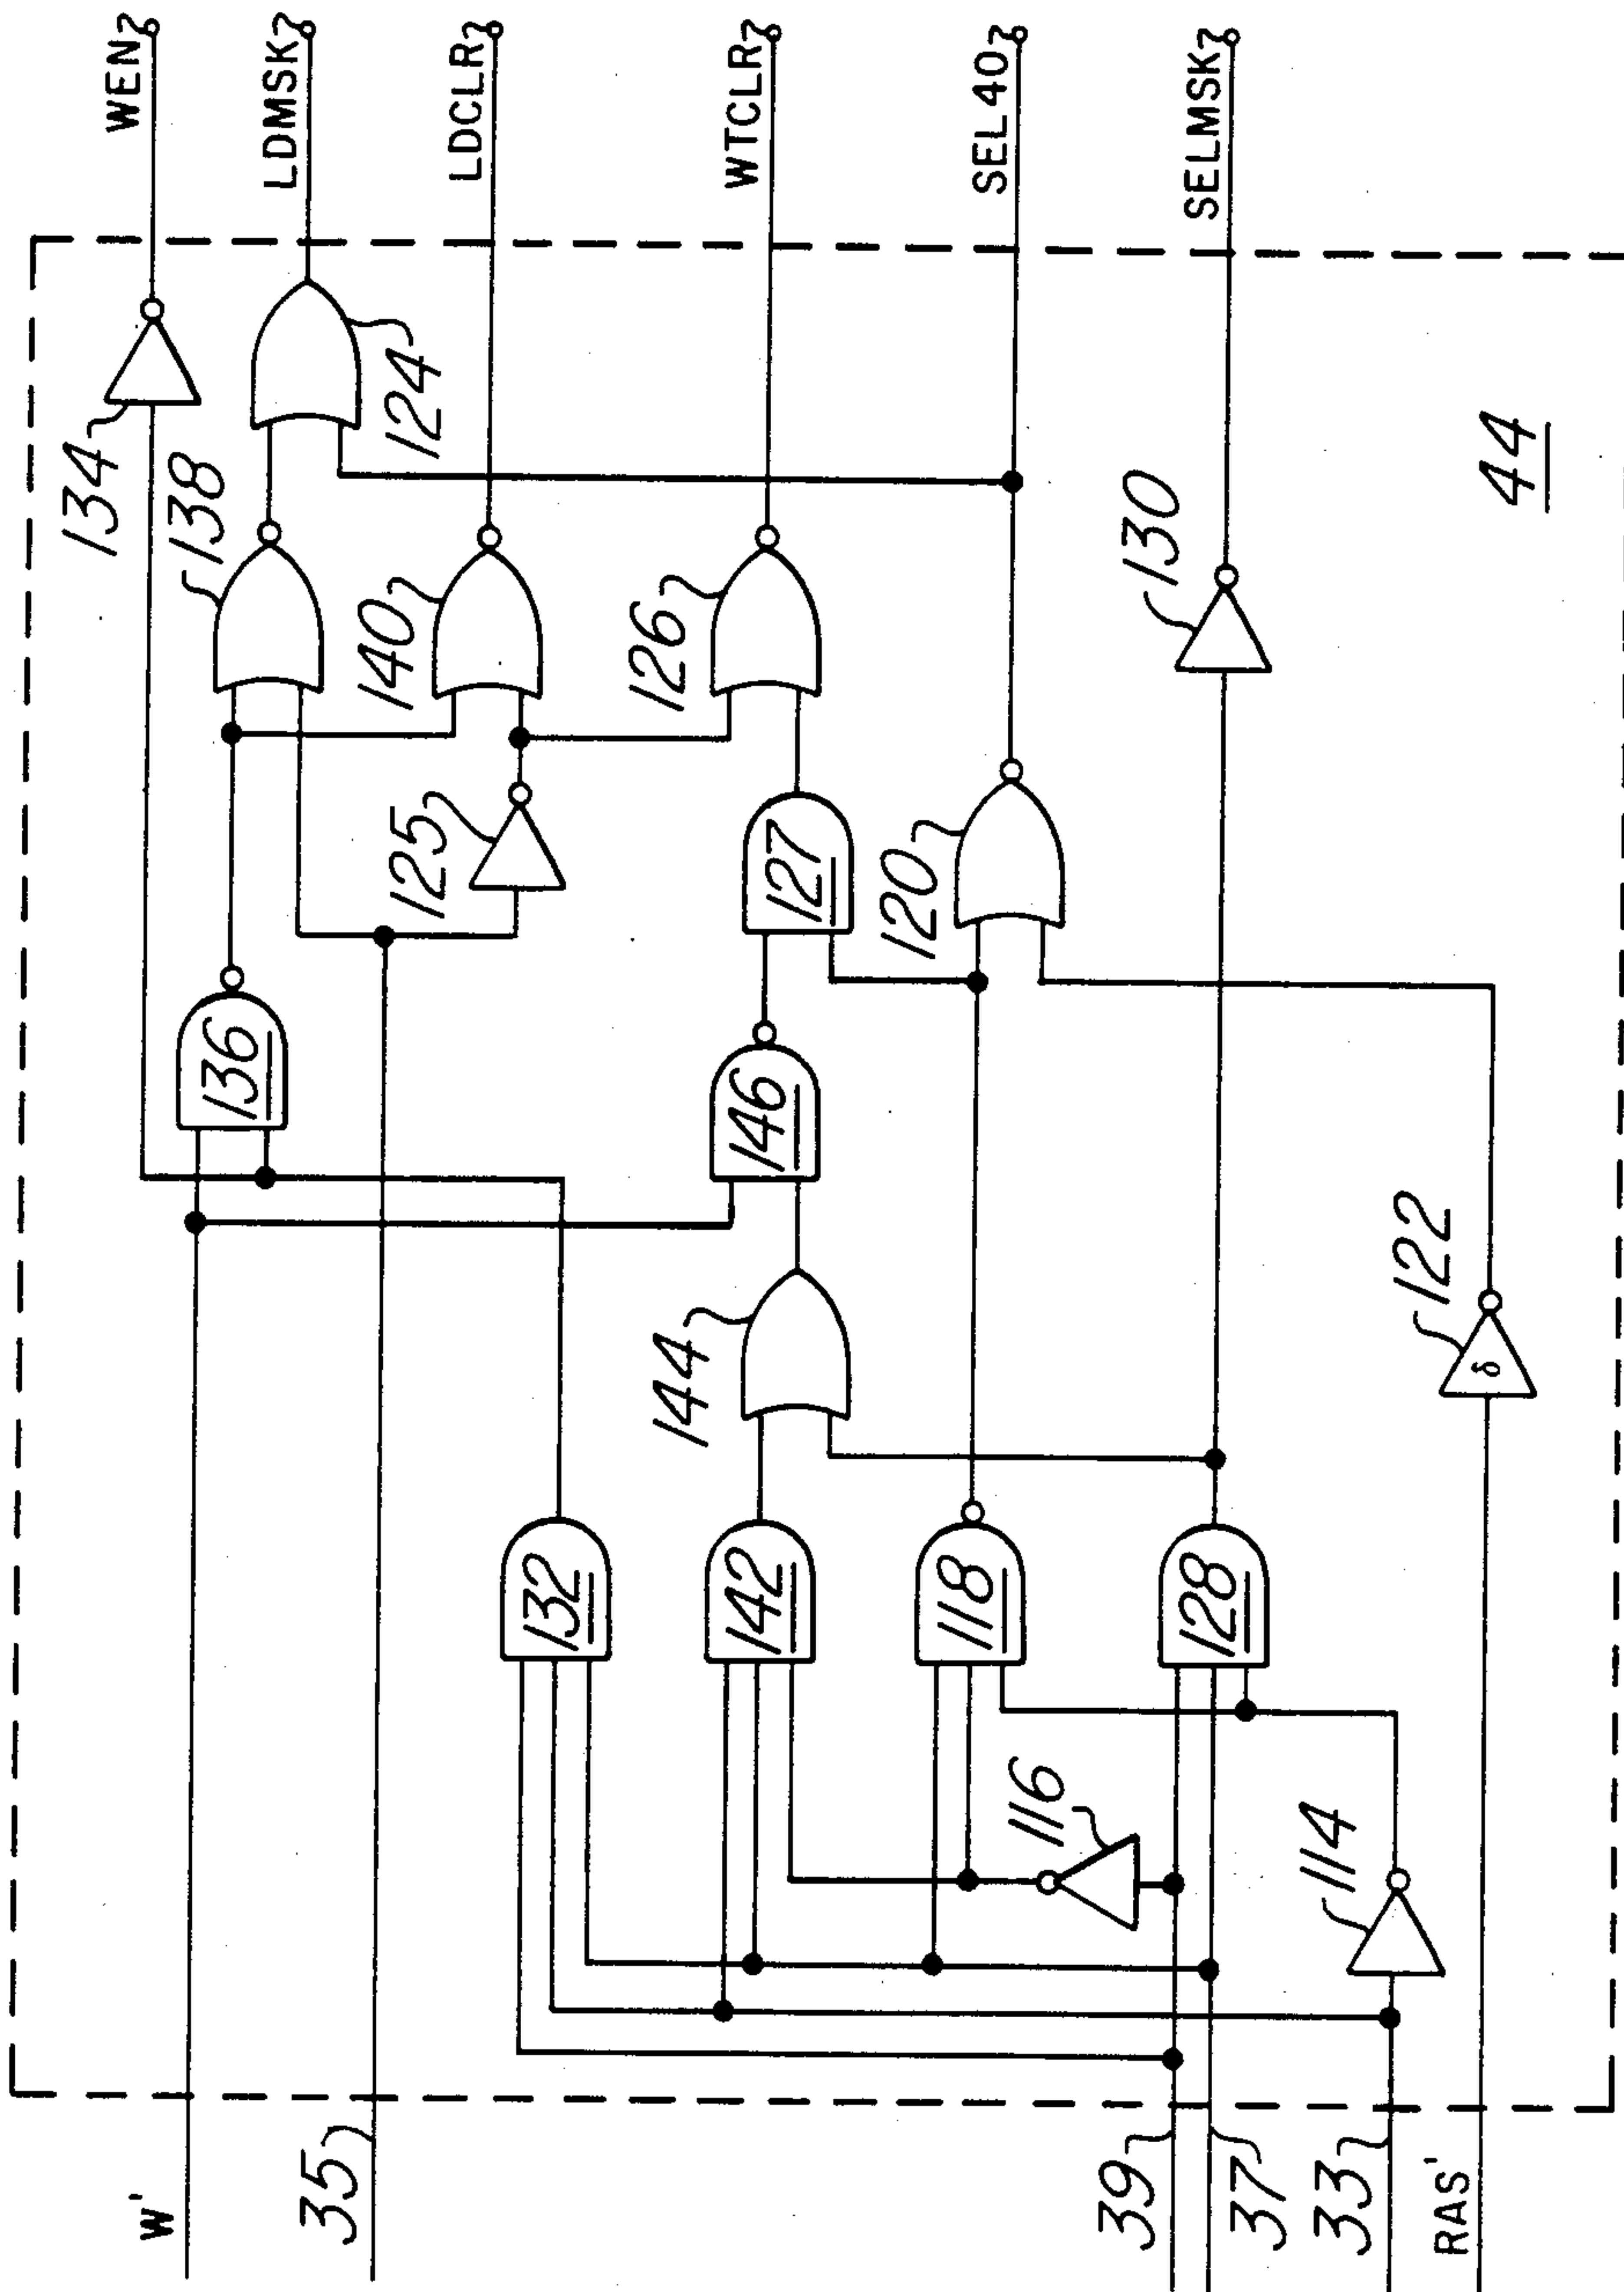 WEN
LDMSK
LDCLR
WTCLR
SEL40
SELMSK
134
138
124
140
126
130
44
125
127
120
136
146
144
122
δ
132
142
118
128
116
114
W'
35
39
37
33
RAS'